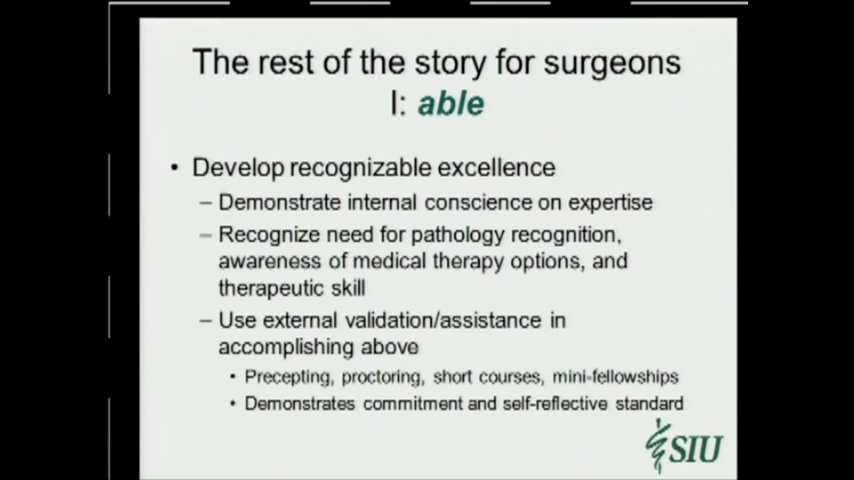 The rest of the story for surgeons
I: able
• Develop recognizable excellence
– Demonstrate internal conscience on expertise
– Recognize need for pathology recognition,
awareness of medical therapy options, and
therapeutic skill
– Use external validation/assistance in
accomplishing above
• Precepting, proctoring, short courses, mini-fellowships
• Demonstrates commitment and self-reflective standard
SIU